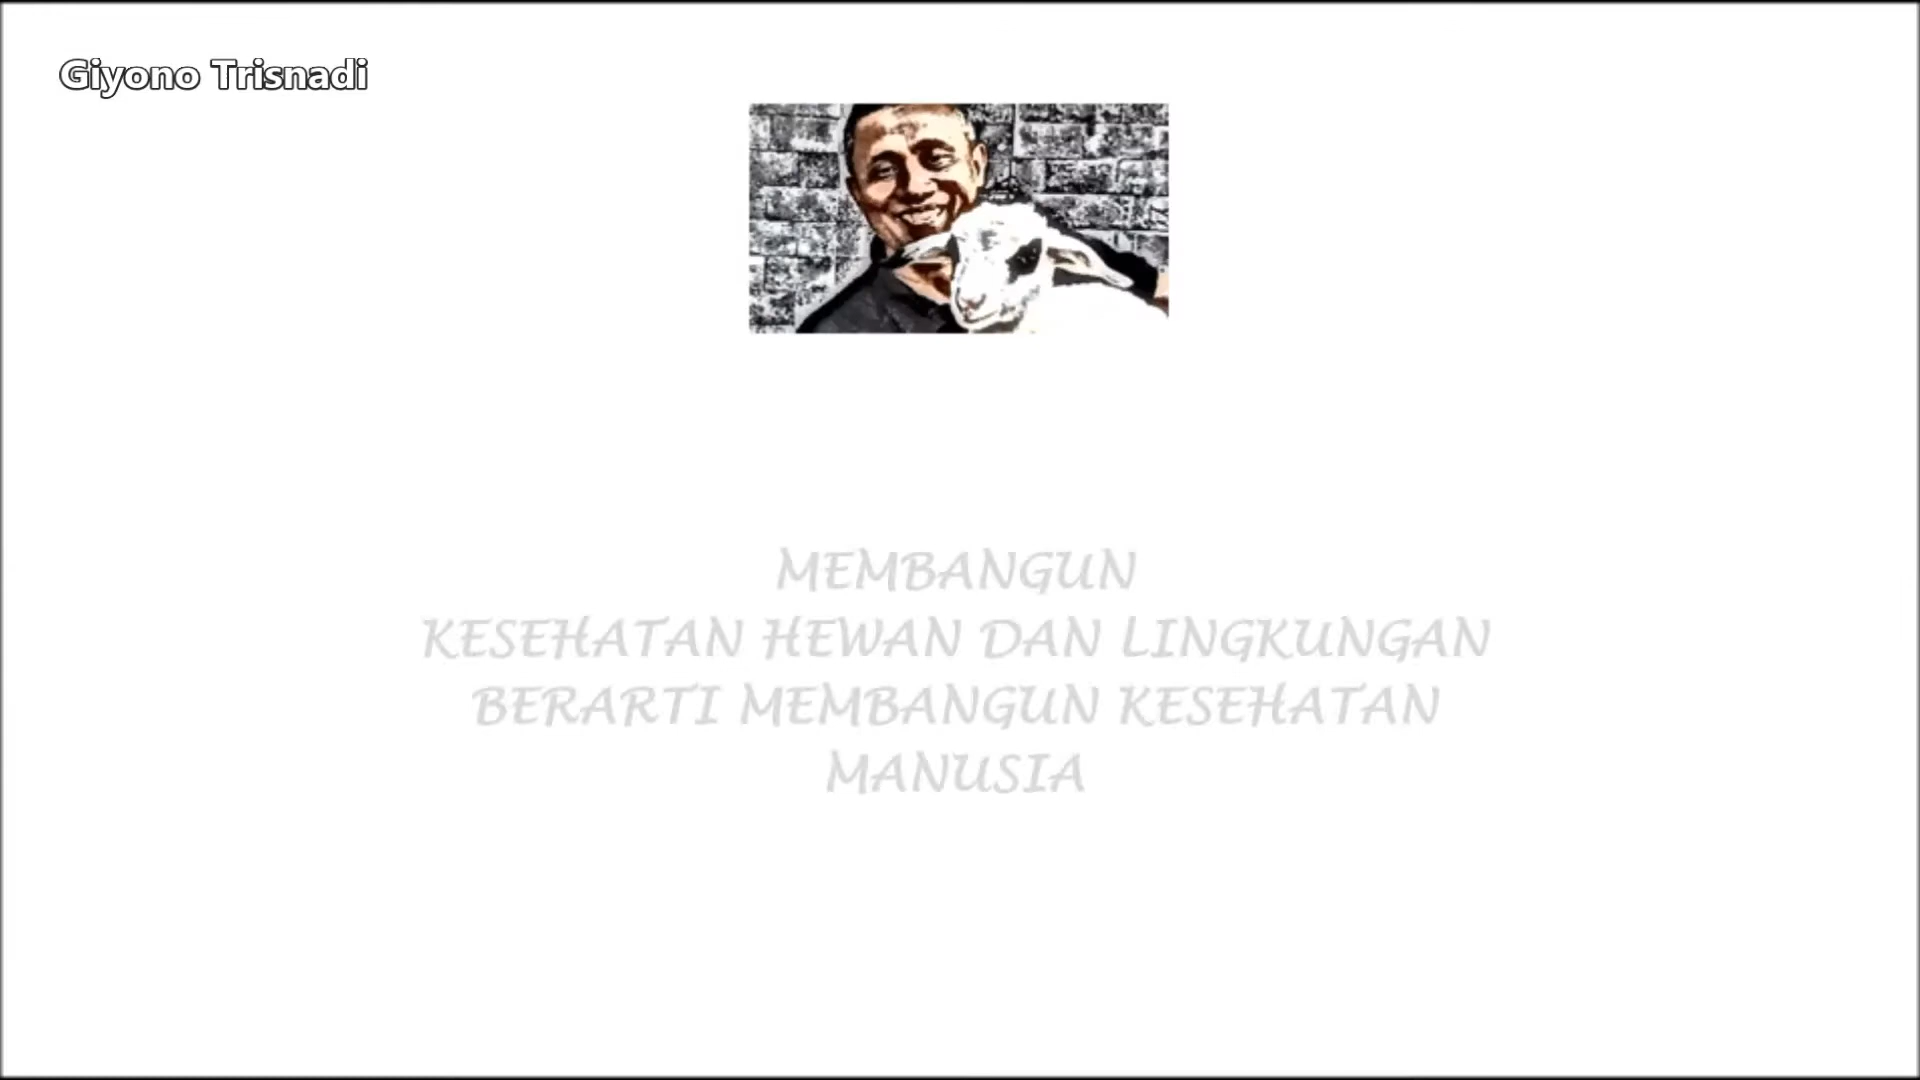 Giyono Trisnadi
MEMBANGUN
KESEHATAN HEWAN DAN LINGKUNGAN
BERARTI MEMBANGUN KESEHATAN
MANUSIA